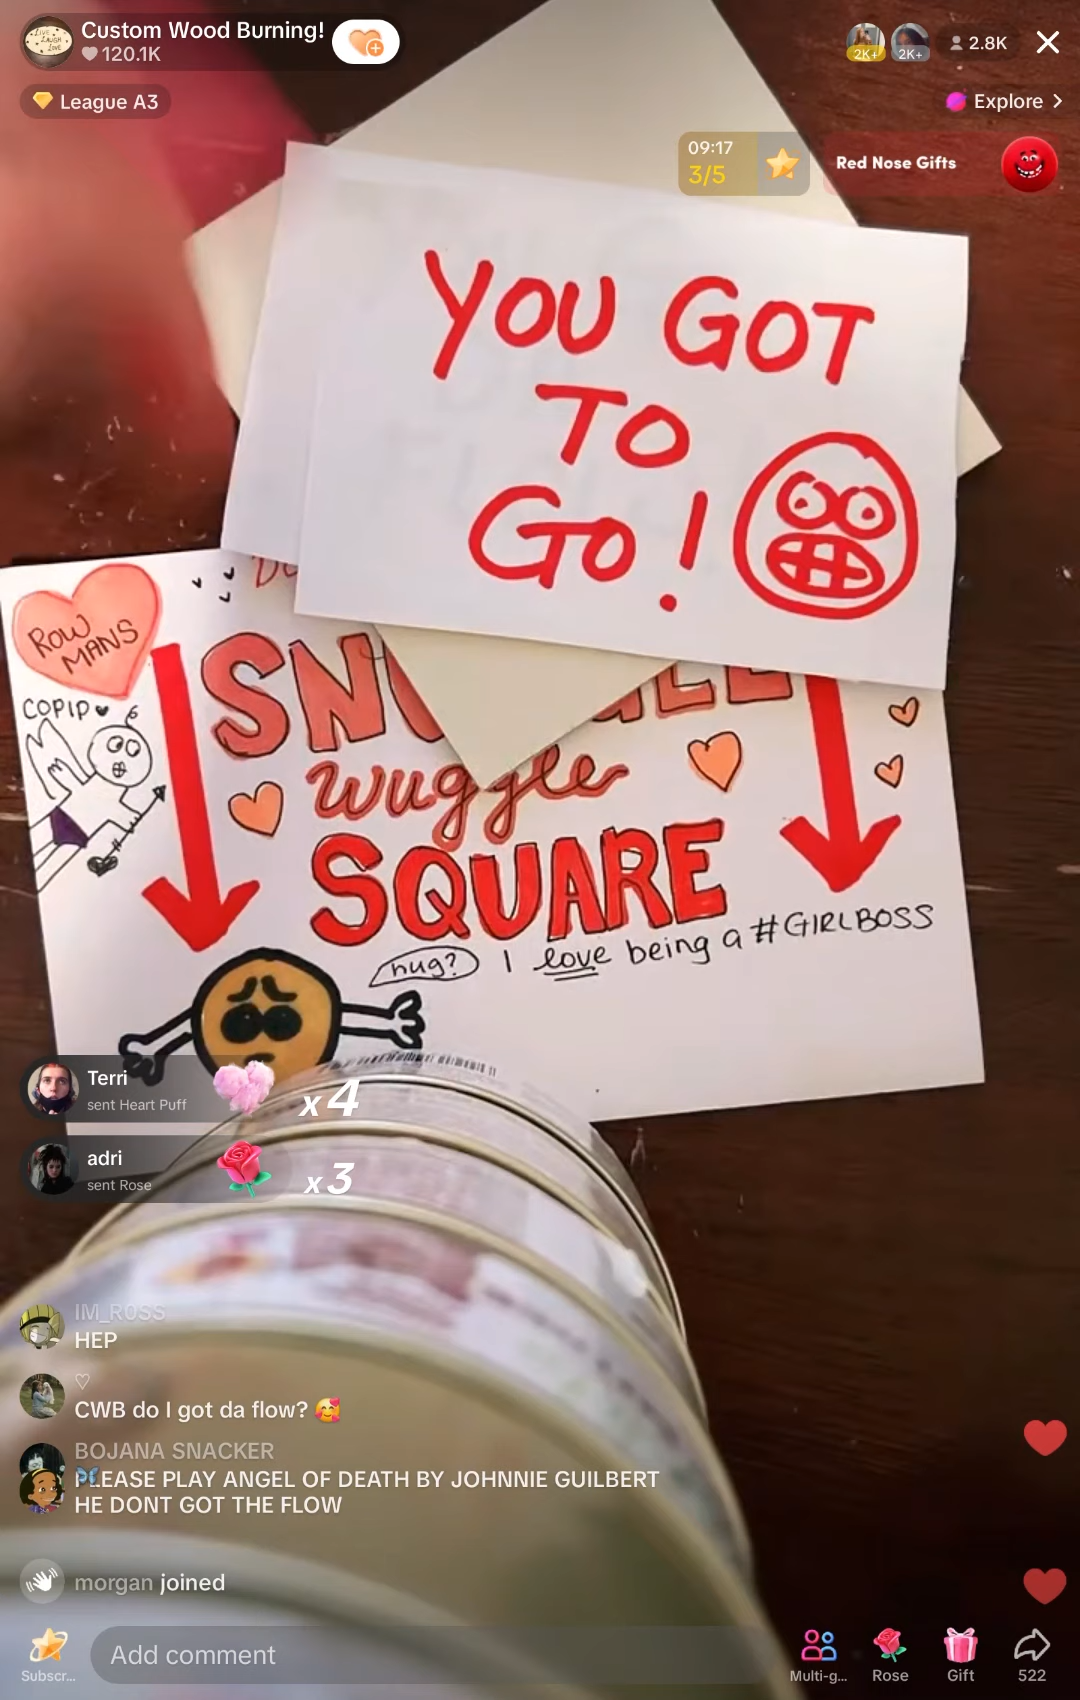 Custom Wood Burning!
120.1K
2K+
2K+
2.8K
League A3
Explore
09:17
3/5
Red Nose Gifts
YOU GOT
TO
GO!
ROW
MANS
COPID
wuggle
SQUARE
hug? I love being a #GIRLBOSS
Terri
sent Heart Puff
x4
adri
sent Rose
x3
IM_ROSS
HEP
CWB do I got da flow? 🥰
BOJANA SNACKER
PLEASE PLAY ANGEL OF DEATH BY JOHNNIE GUILBERT
HE DONT GOT THE FLOW
morgan joined
Subscr...
Add comment
Multi-g...
Rose
Gift
522